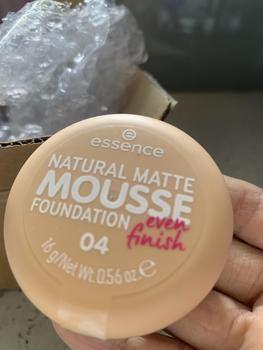 essence
NATURAL MATTE
MOUSSE
FOUNDATION even
04 finish
16 g/Net Wt. 0.56 oz. e